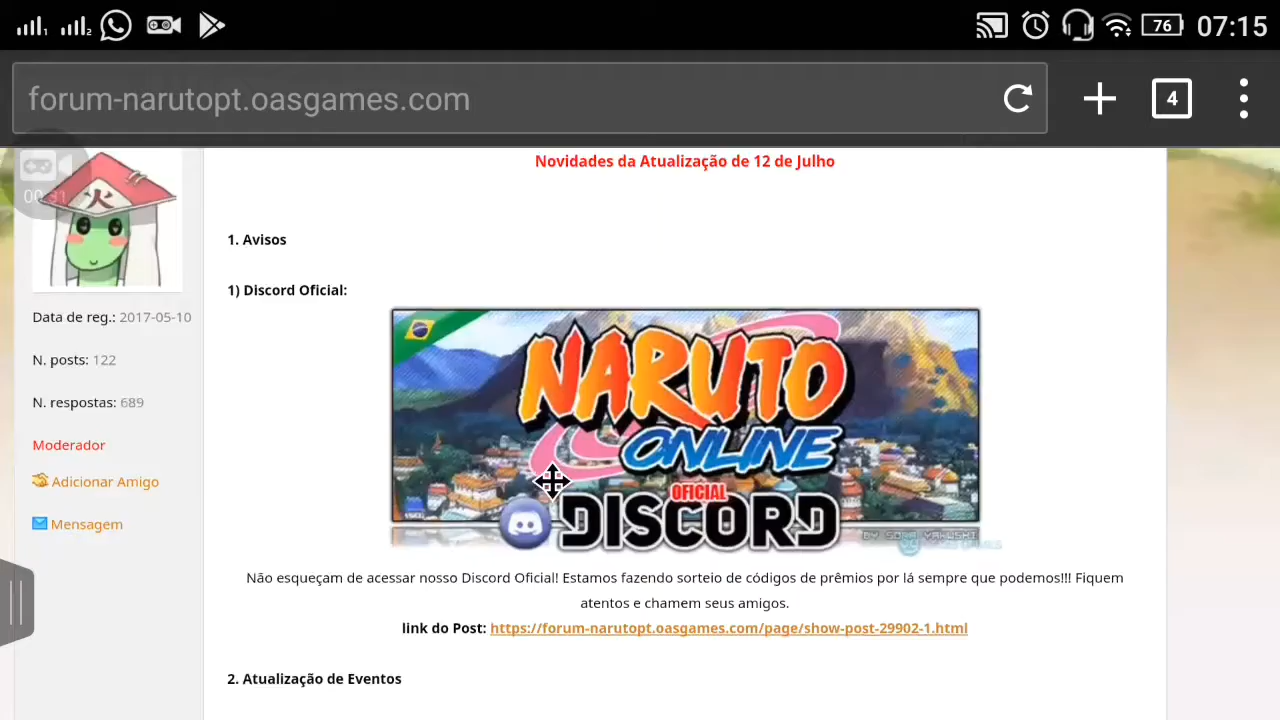 76 07:15
forum-narutopt.oasgames.com
4
00:31
火
Novidades da Atualização de 12 de Julho
1. Avisos
1) Discord Oficial:
Data de reg.: 2017-05-10
N. posts: 122
N. respostas: 689
Moderador
Adicionar Amigo
Mensagem
NARUTO
ONLINE
OFICIAL
DISCORD
Não esqueçam de acessar nosso Discord Oficial! Estamos fazendo sorteio de códigos de prêmios por lá sempre que podemos!!! Fiquem
atentos e chamem seus amigos.
link do Post: https://forum-narutopt.oasgames.com/page/show-post-29902-1.html
2. Atualização de Eventos